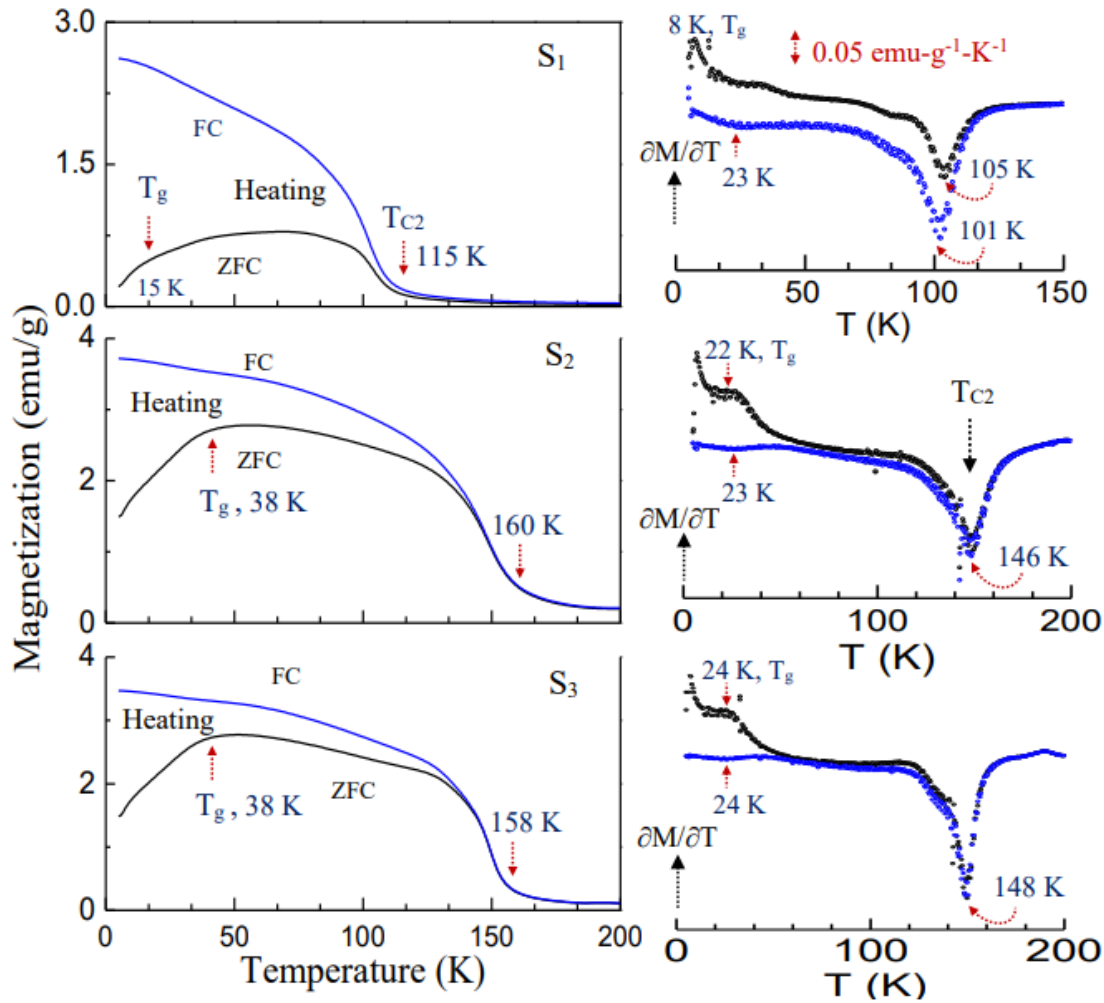 Magnetization (emu/g)
3.0
1.5
0.0
S1
FC
Tg
Heating
TC2
115 K
15 K
ZFC
8 K, Tg
0.05 emu-g-1-K-1
∂M/∂T
23 K
105 K
101 K
0 50 100 150
T (K)
4
2
0
S2
FC
Heating
ZFC
Tg , 38 K
160 K
22 K, Tg
TC2
23 K
∂M/∂T
146 K
0 100 200
T (K)
4
2
0
S3
FC
Heating
ZFC
Tg , 38 K
158 K
0 50 100 150 200
Temperature (K)
24 K, Tg
24 K
∂M/∂T
148 K
0 100 200
T (K)